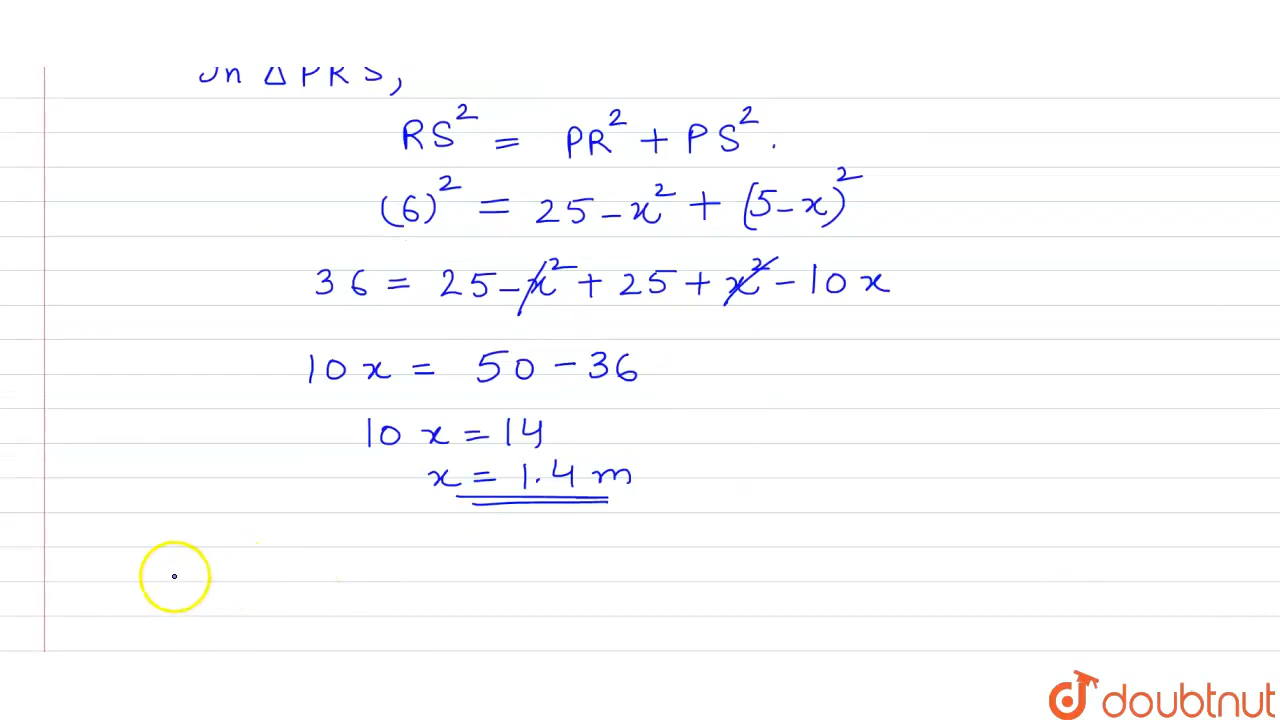 In Δ PRS,
RS² = PR² + PS².
(6)² = 25 - x² + (5 - x)²
36 = 25 - x² + 25 + x² - 10x
10x = 50 - 36
10x = 14
x = 1.4 m
doubtnut